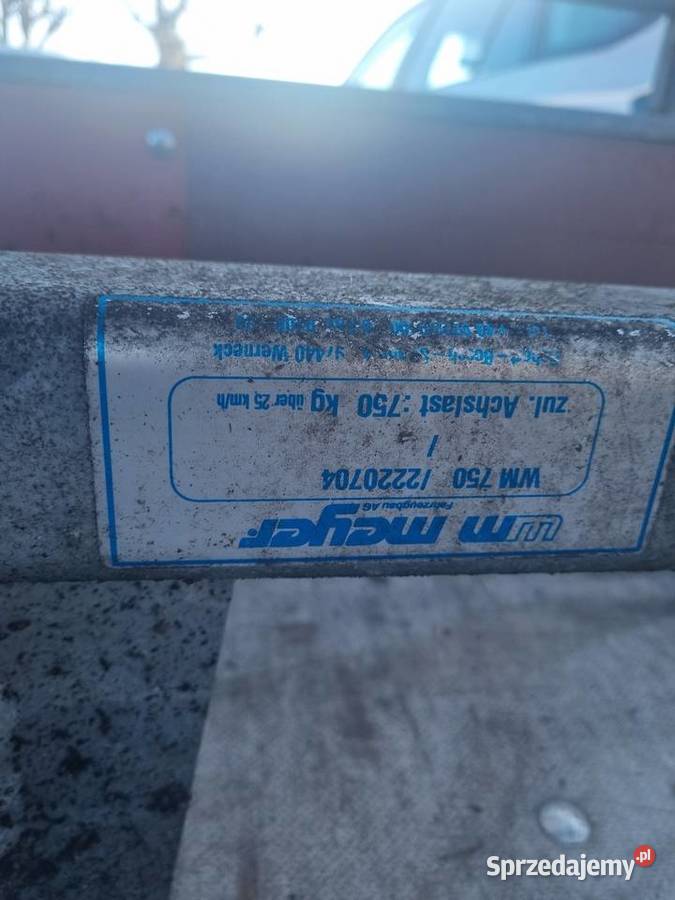 wm meyer
Fahrzeugbau AG
WM 750 /2220704
/
zul. Achslast :750 kg über 25 km/h
97440 Werneck
Sprzedajemy.pl